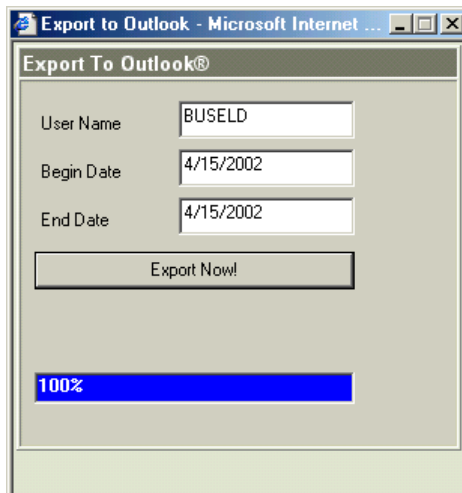 Export to Outlook - Microsoft Internet ...
Export To Outlook®
User Name BUSELD
Begin Date 4/15/2002
End Date 4/15/2002
Export Now!
100%